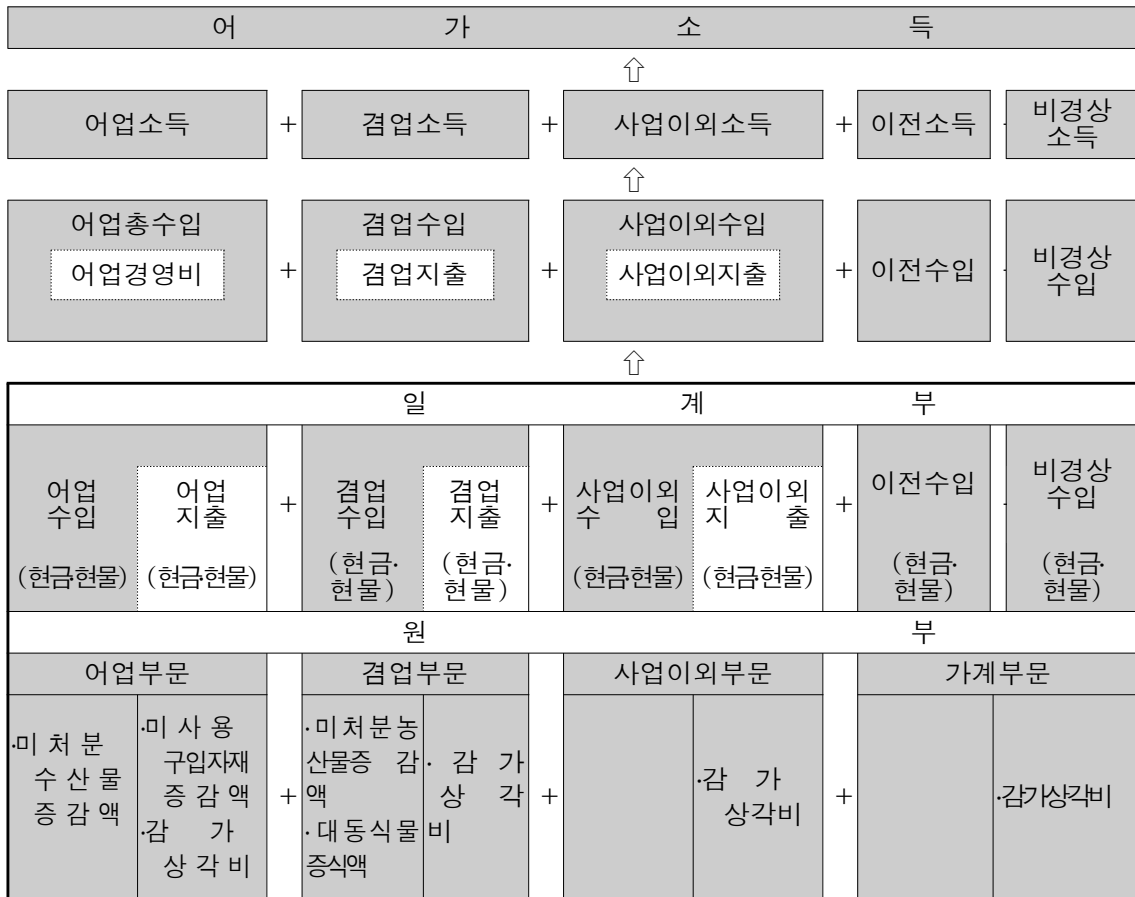 어 가 소 득
⇧
어업소득 + 겸업소득 + 사업이외소득 + 이전소득 비경상
소득
⇧
어업총수입 겸업수입 사업이외수입
어업경영비 + 겸업지출 + 사업이외지출 + 이전수입 비경상
수입
⇧
일 계 부
어업
수입
(현금·현물)
어업
지출
(현금·현물)
+
겸업
수입
(현금·
현물)
겸업
지출
(현금·
현물)
+
사업이외
수 입
(현금·현물)
사업이외
지 출
(현금·현물)
+
이전수입
(현금·
현물)
비경상
수입
(현금·
현물)
원 부
어업부문 겸업부문 사업이외부문 가계부문
·미 처 분
수 산 물
증 감 액
·미 사 용
구입자재
증 감 액
·감 가
상 각 비
+
·미처분농
산물증 감
액
·대동식물
증식액
· 감 가
상 각
비
+
·감 가
상각비
+
·감가상각비